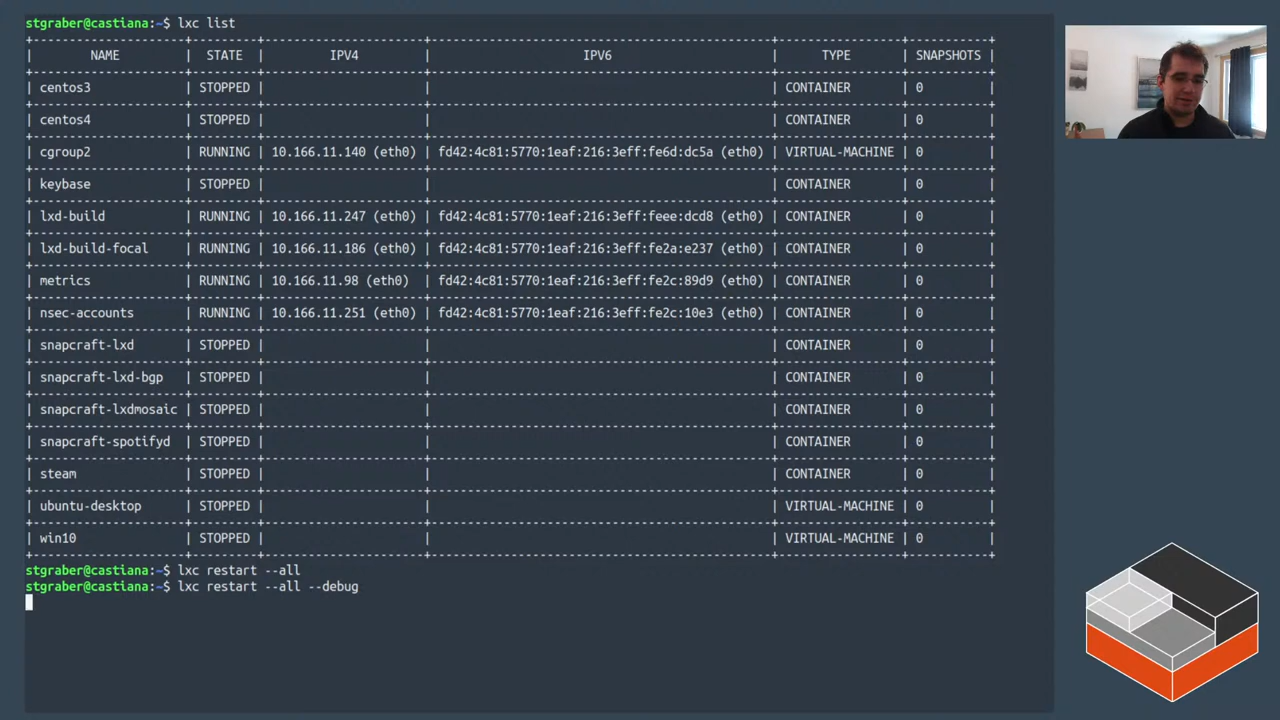 stgraber@castiana:~$ lxc list
+--------------------+---------+----------------------+-----------------------------------------------+-----------------+-----------+
| NAME | STATE | IPV4 | IPV6 | TYPE | SNAPSHOTS |
| centos3 | STOPPED | | | CONTAINER | 0 |
| centos4 | STOPPED | | | CONTAINER | 0 |
| cgroup2 | RUNNING | 10.166.11.140 (eth0) | fd42:4c81:5770:1eaf:216:3eff:fe6d:dc5a (eth0) | VIRTUAL-MACHINE | 0 |
| keybase | STOPPED | | | CONTAINER | 0 |
| lxd-build | RUNNING | 10.166.11.247 (eth0) | fd42:4c81:5770:1eaf:216:3eff:feee:dcd8 (eth0) | CONTAINER | 0 |
| lxd-build-focal | RUNNING | 10.166.11.186 (eth0) | fd42:4c81:5770:1eaf:216:3eff:fe2a:e237 (eth0) | CONTAINER | 0 |
| metrics | RUNNING | 10.166.11.98 (eth0) | fd42:4c81:5770:1eaf:216:3eff:fe2c:89d9 (eth0) | CONTAINER | 0 |
| nsec-accounts | RUNNING | 10.166.11.251 (eth0) | fd42:4c81:5770:1eaf:216:3eff:fe2c:10e3 (eth0) | CONTAINER | 0 |
| snapcraft-lxd | STOPPED | | | CONTAINER | 0 |
| snapcraft-lxd-bgp | STOPPED | | | CONTAINER | 0 |
| snapcraft-lxdmosaic | STOPPED | | | CONTAINER | 0 |
| snapcraft-spotifyd | STOPPED | | | CONTAINER | 0 |
| steam | STOPPED | | | CONTAINER | 0 |
| ubuntu-desktop | STOPPED | | | VIRTUAL-MACHINE | 0 |
| win10 | STOPPED | | | VIRTUAL-MACHINE | 0 |
stgraber@castiana:~$ lxc restart --all
stgraber@castiana:~$ lxc restart --all --debug